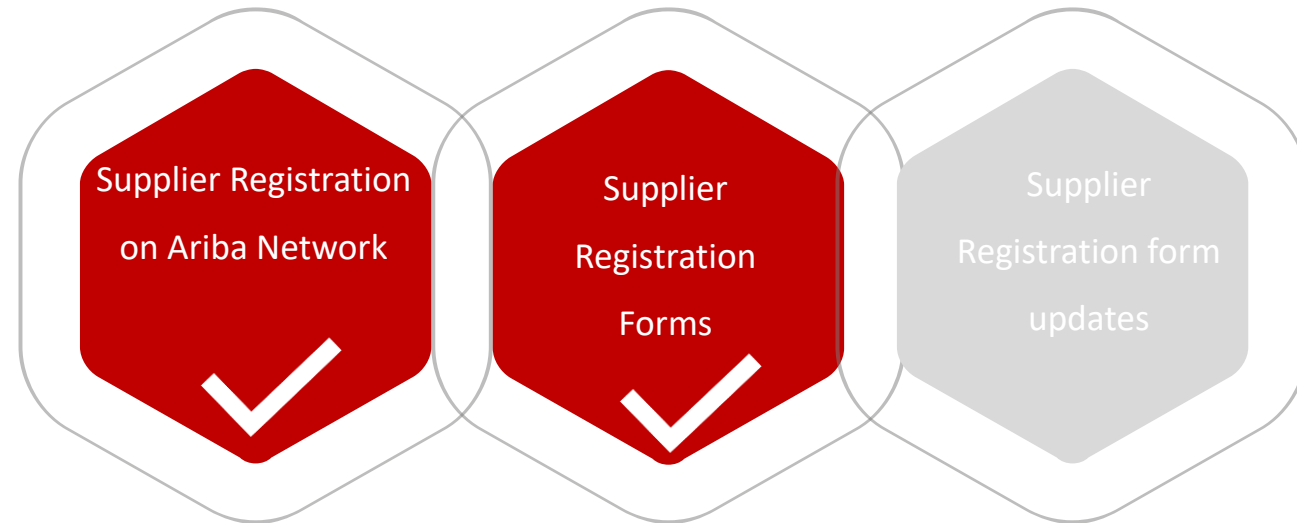 Supplier Registration
on Ariba Network
Supplier
Registration
Forms
Supplier
Registration form
updates